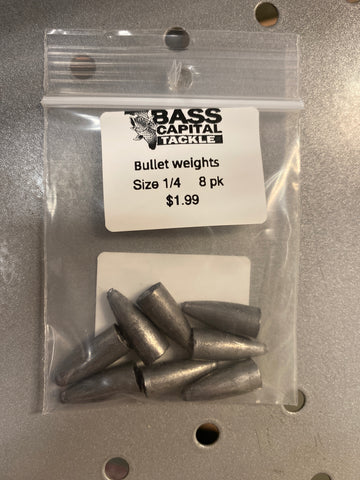 BASS
CAPITAL
TACKLE
Bullet weights
Size 1/4 8 pk
$1.99